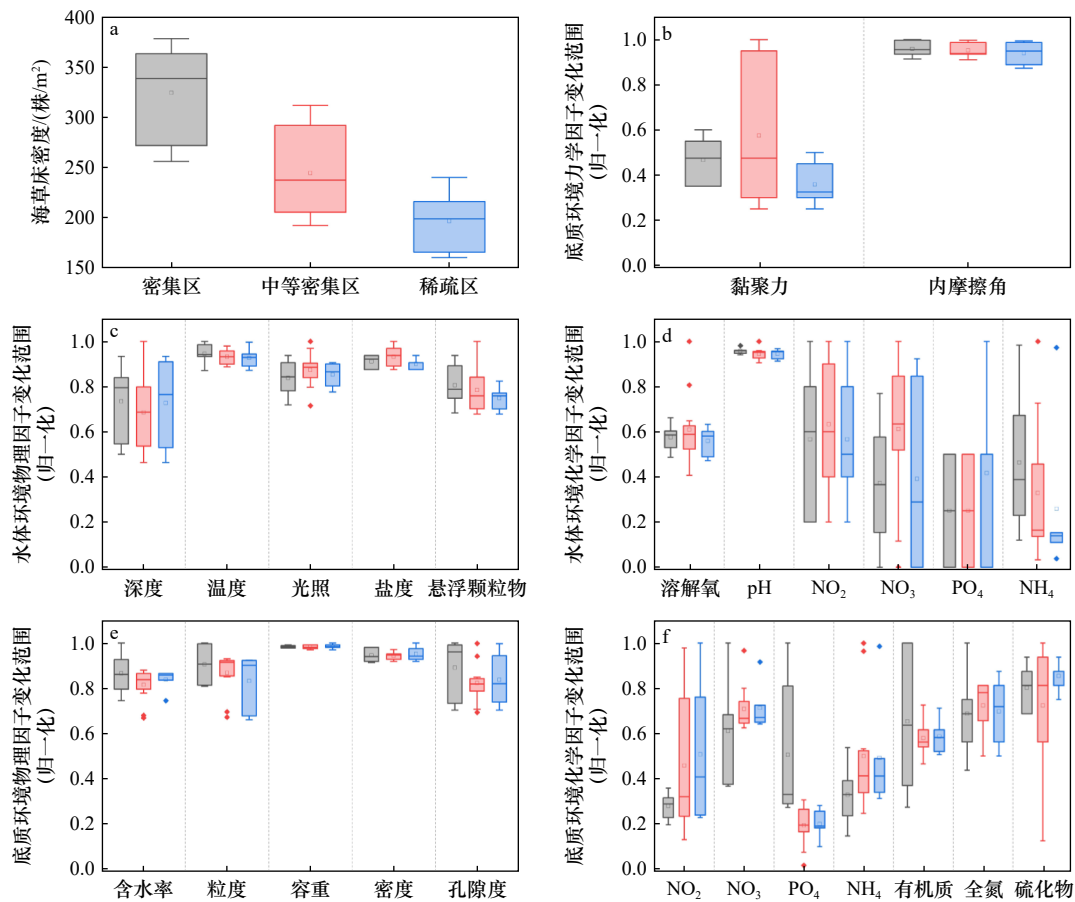 a
海草床密度/(株/m²)
400
350
300
250
200
150
密集区 中等密集区 稀疏区
b
底质环境力学因子变化范围
(归一化)
1.0
0.8
0.6
0.4
0.2
0.0
黏聚力 内摩擦角
c
水体环境物理因子变化范围
(归一化)
1.0
0.8
0.6
0.4
0.2
0.0
深度 温度 光照 盐度 悬浮颗粒物
d
水体环境化学因子变化范围
(归一化)
1.0
0.8
0.6
0.4
0.2
0.0
溶解氧 pH NO₂ NO₃ PO₄ NH₄
e
底质环境物理因子变化范围
(归一化)
1.0
0.8
0.6
0.4
0.2
0.0
含水率 粒度 容重 密度 孔隙度
f
底质环境化学因子变化范围
(归一化)
1.0
0.8
0.6
0.4
0.2
0.0
NO₂ NO₃ PO₄ NH₄ 有机质 全氮 硫化物